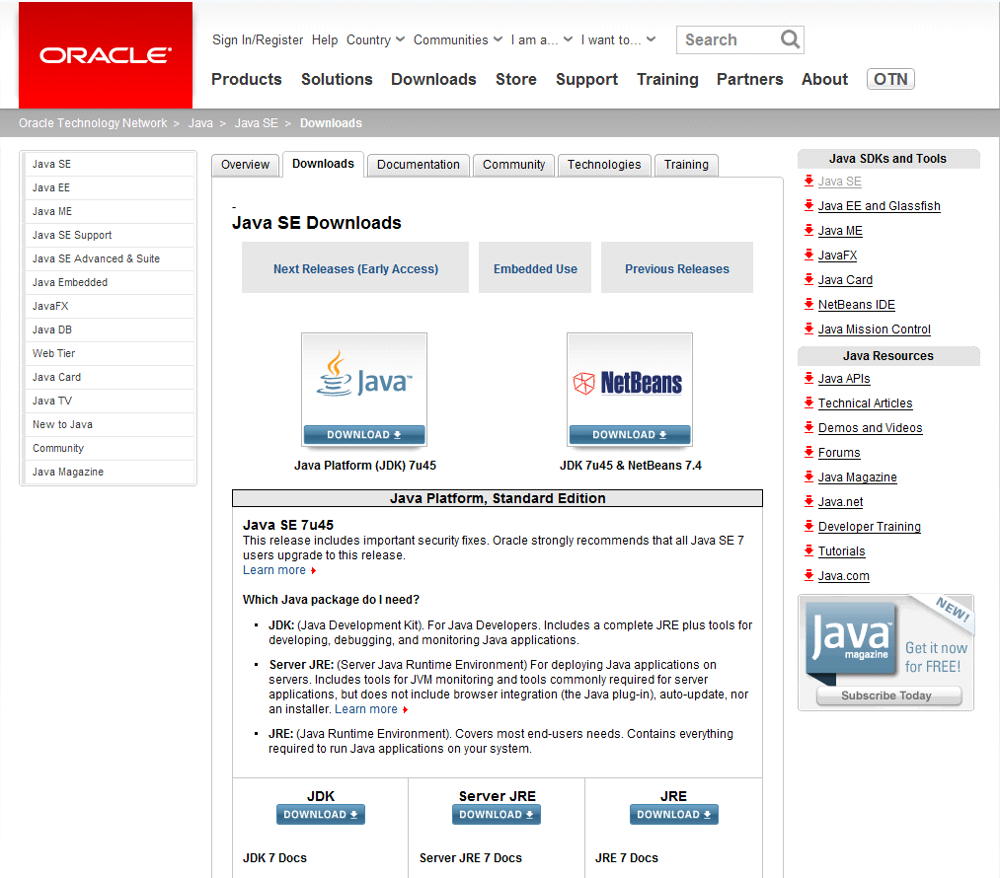 ORACLE
Sign In/Register Help Country Communities I am a... I want to... Search
Products Solutions Downloads Store Support Training Partners About OTN
Oracle Technology Network > Java > Java SE > Downloads
Java SE
Java EE
Java ME
Java SE Support
Java SE Advanced & Suite
Java Embedded
JavaFX
Java DB
Web Tier
Java Card
Java TV
New to Java
Community
Java Magazine
Overview Downloads Documentation Community Technologies Training
-
Java SE Downloads
Next Releases (Early Access) Embedded Use Previous Releases
Java™ NetBeans
DOWNLOAD DOWNLOAD
Java Platform (JDK) 7u45 JDK 7u45 & NetBeans 7.4
Java Platform, Standard Edition
Java SE 7u45
This release includes important security fixes. Oracle strongly recommends that all Java SE 7
users upgrade to this release.
Learn more
Which Java package do I need?
▪ JDK: (Java Development Kit). For Java Developers. Includes a complete JRE plus tools for
developing, debugging, and monitoring Java applications.
▪ Server JRE: (Server Java Runtime Environment) For deploying Java applications on
servers. Includes tools for JVM monitoring and tools commonly required for server
applications, but does not include browser integration (the Java plug-in), auto-update, nor
an installer. Learn more
▪ JRE: (Java Runtime Environment). Covers most end-users needs. Contains everything
required to run Java applications on your system.
JDK Server JRE JRE
DOWNLOAD DOWNLOAD DOWNLOAD
JDK 7 Docs Server JRE 7 Docs JRE 7 Docs
Java SDKs and Tools
Java SE
Java EE and Glassfish
Java ME
JavaFX
Java Card
NetBeans IDE
Java Mission Control
Java Resources
Java APIs
Technical Articles
Demos and Videos
Forums
Java Magazine
Java.net
Developer Training
Tutorials
Java.com
NEW!
Java™
magazine
Get it now
for FREE!
Subscribe Today